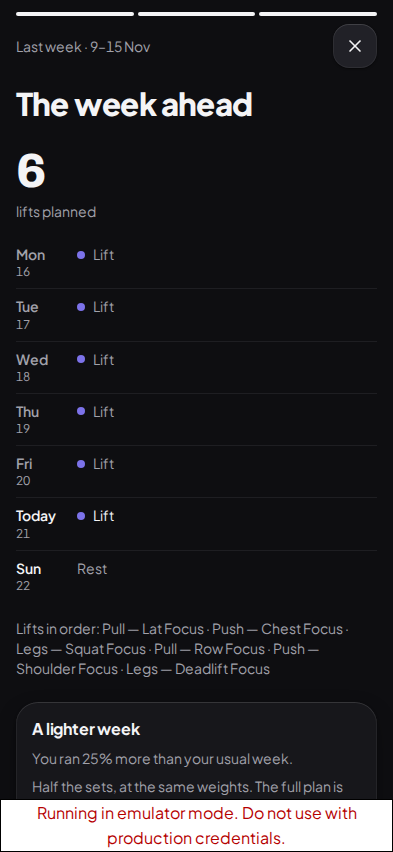 Last week · 9–15 Nov
The week ahead
6
lifts planned
Mon
Lift
16
Tue
Lift
17
Wed
Lift
18
Thu
Lift
19
Fri
Lift
20
Today
Lift
21
Sun
Rest
22
Lifts in order: Pull — Lat Focus · Push — Chest Focus ·
Legs — Squat Focus · Pull — Row Focus · Push —
Shoulder Focus · Legs — Deadlift Focus
A lighter week
You ran 25% more than your usual week.
Half the sets, at the same weights. The full plan is
Running in emulator mode. Do not use with
production credentials.